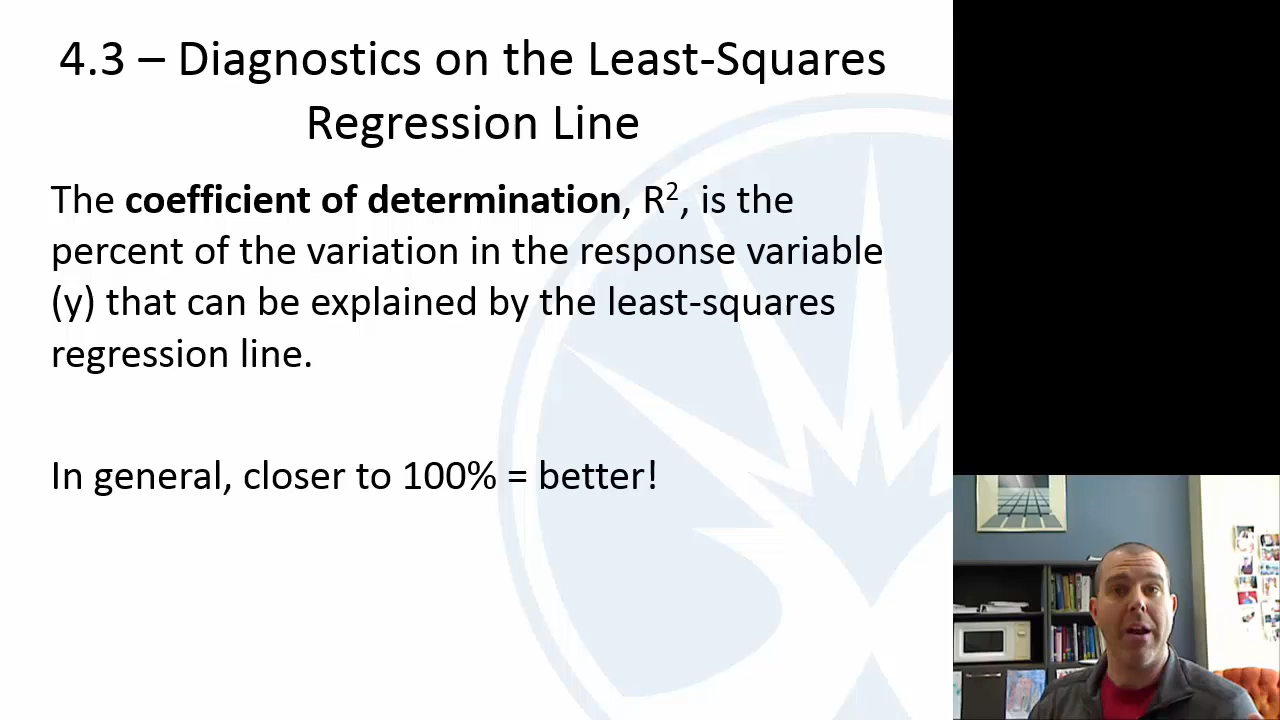 4.3 – Diagnostics on the Least-Squares
Regression Line
The coefficient of determination, R², is the
percent of the variation in the response variable
(y) that can be explained by the least-squares
regression line.
In general, closer to 100% = better!